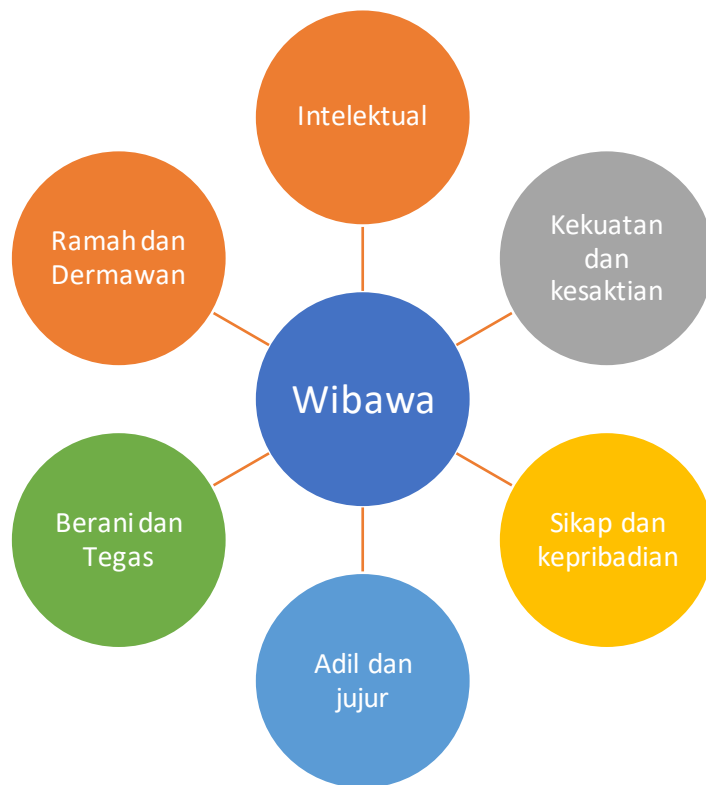 Intelektual
Kekuatan
dan
kesaktian
Sikap dan
kepribadian
Adil dan
jujur
Berani dan
Tegas
Ramah dan
Dermawan
Wibawa